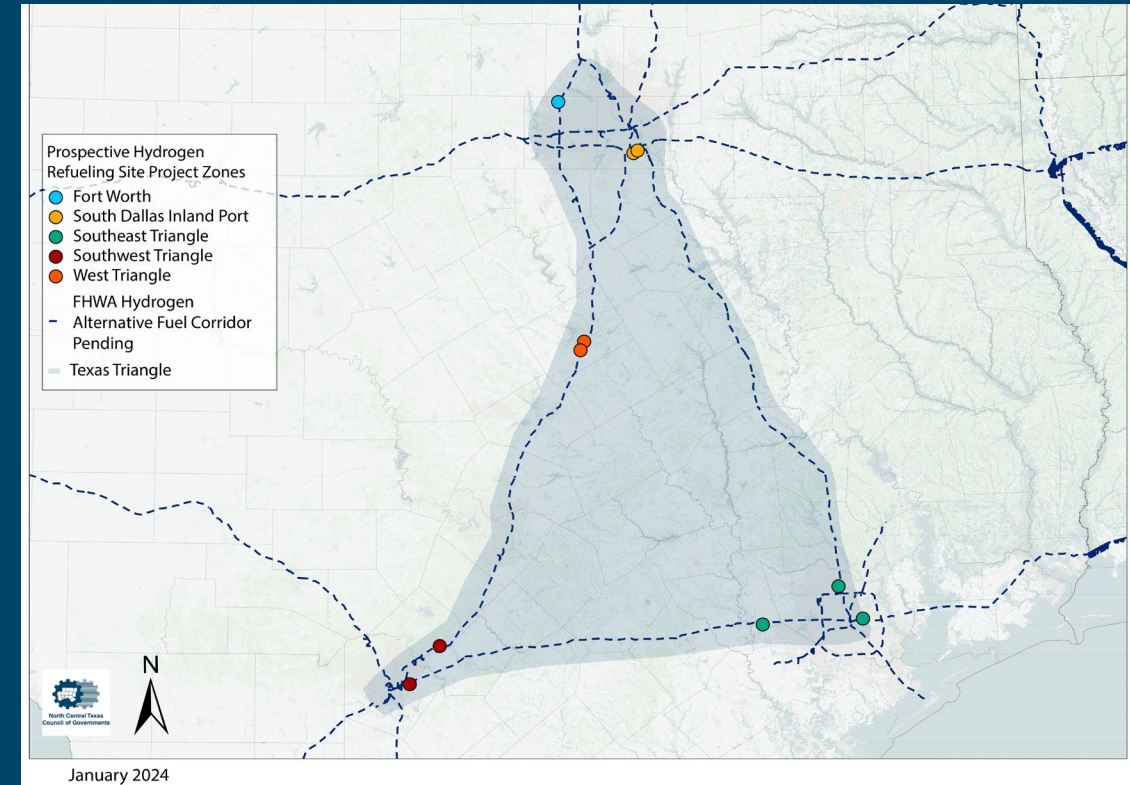 Prospective Hydrogen
Refueling Site Project Zones
Fort Worth
South Dallas Inland Port
Southeast Triangle
Southwest Triangle
West Triangle
FHWA Hydrogen
Alternative Fuel Corridor
Pending
Texas Triangle
N
North Central Texas
Council of Governments
January 2024